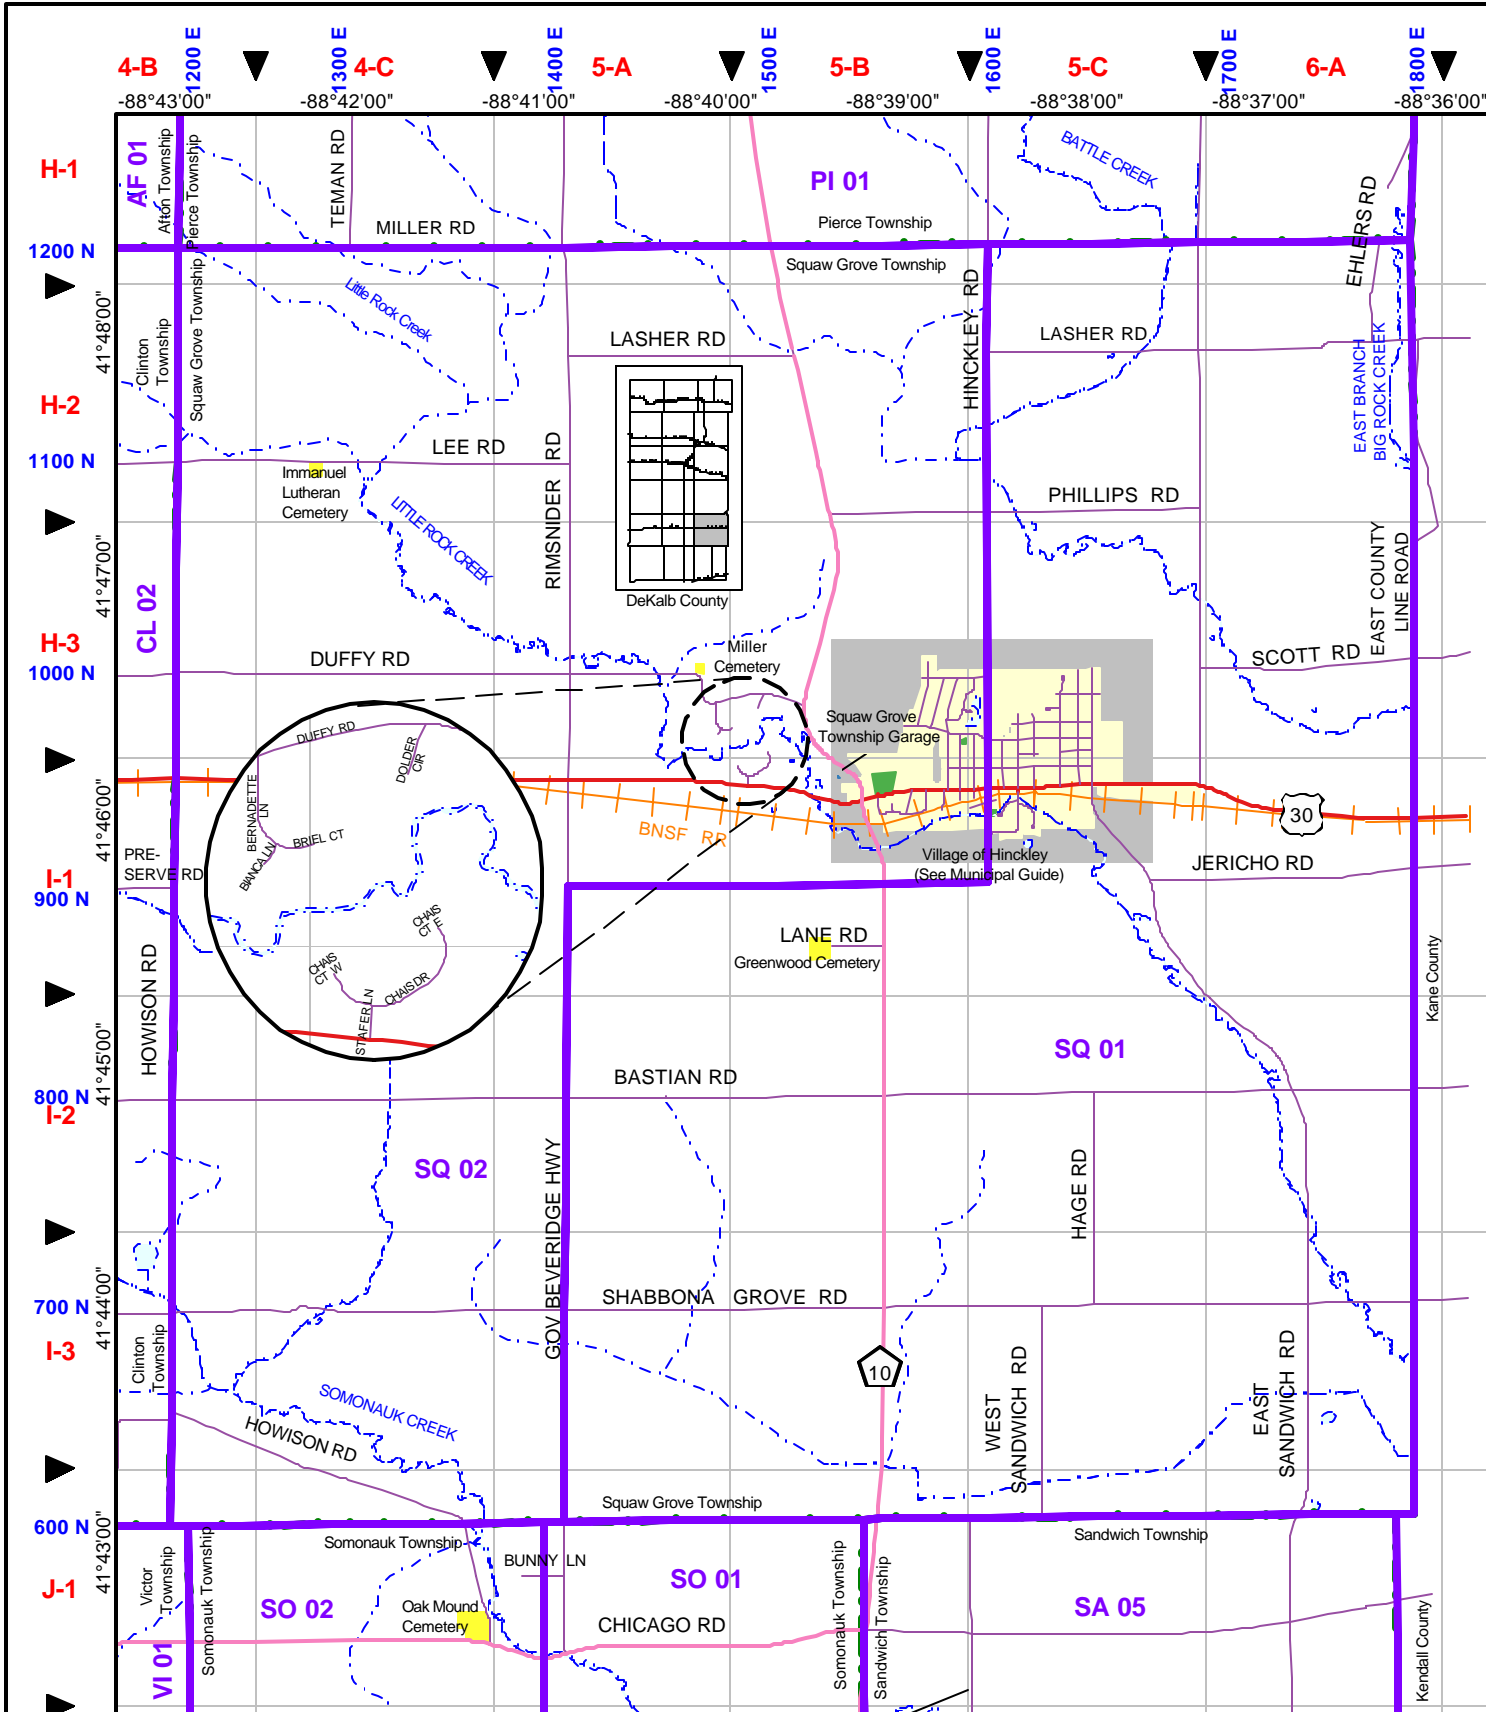 4-B
1200 E
1300 E
4-C
1400 E
5-A
1500 E
5-B
1600 E
5-C
1700 E
6-A
1800 E
-88°43'00"
-88°42'00"
-88°41'00"
-88°40'00"
-88°39'00"
-88°38'00"
-88°37'00"
-88°36'00"
H-1
AF 01
Afton Township
Pierce Township
TEMAN RD
MILLER RD
PI 01
Pierce Township
BATTLE CREEK
EHLERS RD
1200 N
Squaw Grove Township
Squaw Grove Township
41°48'00"
Clinton
Township
Little Rock Creek
LASHER RD
HINCKLEY RD
LASHER RD
EAST BRANCH
BIG ROCK CREEK
H-2
LEE RD
1100 N
Immanuel
Lutheran
Cemetery
LITTLE ROCK CREEK
RIMSNIDER RD
DeKalb County
PHILLIPS RD
EAST COUNTY
LINE ROAD
41°47'00"
CL 02
H-3
1000 N
DUFFY RD
Miller
Cemetery
SCOTT RD
Squaw Grove
Township Garage
DUFFY RD
DOLDER
CIR
BERNADETTE
LN
BRIEL CT
BIANCA LN
CHAIS
CT E
CHAIS
CT W
CHAIS DR
STAFER LN
41°46'00"
BNSF RR
30
Village of Hinckley
(See Municipal Guide)
JERICHO RD
PRE-
SERVE RD
I-1
900 N
LANE RD
Greenwood Cemetery
Kane County
HOWISON RD
41°45'00"
SQ 01
BASTIAN RD
800 N
I-2
SQ 02
GOV BEVERIDGE HWY
HAGE RD
41°44'00"
700 N
SHABBONA GROVE RD
I-3
Clinton
Township
10
SOMONAUK CREEK
HOWISON RD
WEST
SANDWICH RD
EAST
SANDWICH RD
Squaw Grove Township
600 N
41°43'00"
Somonauk Township
Sandwich Township
Victor
Township
Somonauk Township
BUNNY LN
SO 01
Somonauk Township
Sandwich Township
J-1
SO 02
Oak Mound
Cemetery
CHICAGO RD
SA 05
VI 01
Kendall County